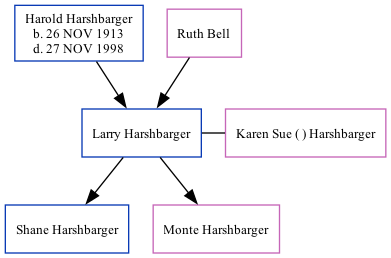 Harold Harshbarger
b. 26 NOV 1913
d. 27 NOV 1998
Ruth Bell
Larry Harshbarger
Karen Sue ( ) Harshbarger
Shane Harshbarger
Monte Harshbarger